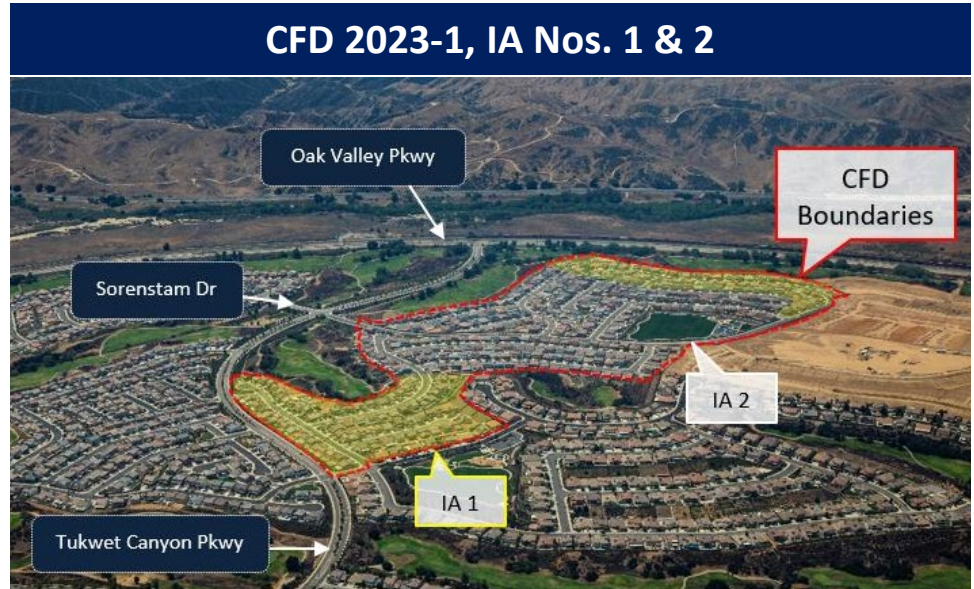 CFD 2023-1, IA Nos. 1 & 2
Oak Valley Pkwy
CFD
Boundaries
Sorenstam Dr
IA 2
IA 1
Tukwet Canyon Pkwy